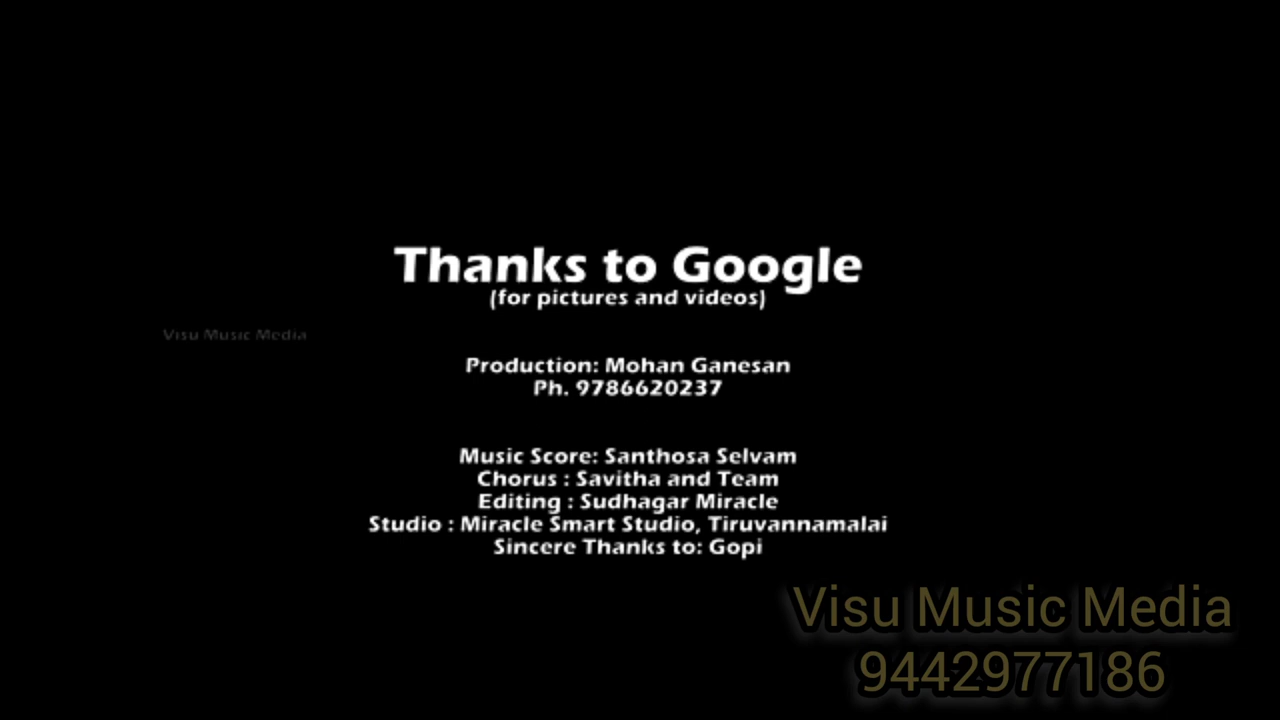 Thanks to Google
(for pictures and videos)
Visu Music Media
Production: Mohan Ganesan
Ph. 9786620237
Music Score: Santhosa Selvam
Chorus : Savitha and Team
Editing : Sudhagar Miracle
Studio : Miracle Smart Studio, Tiruvannamalai
Sincere Thanks to: Gopi
Visu Music Media
9442977186